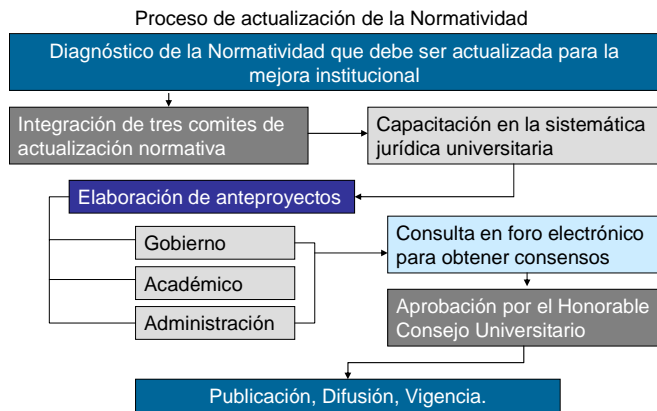 Proceso de actualización de la Normatividad
Diagnóstico de la Normatividad que debe ser actualizada para la
mejora institucional
Integración de tres comites de
actualización normativa
Capacitación en la sistemática
jurídica universitaria
Elaboración de anteproyectos
Gobierno
Académico
Administración
Consulta en foro electrónico
para obtener consensos
Aprobación por el Honorable
Consejo Universitario
Publicación, Difusión, Vigencia.